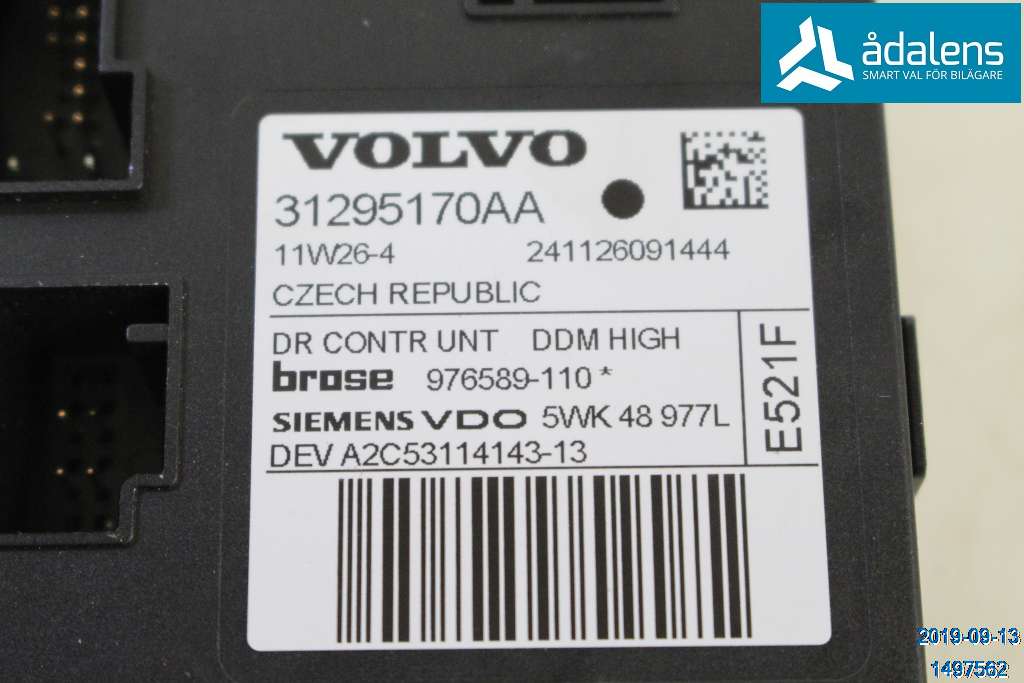 ådalens
SMART VAL FÖR BILÄGARE
VOLVO
31295170AA
11W26-4 241126091444
CZECH REPUBLIC
DR CONTR UNT DDM HIGH
brose 976589-110 *
SIEMENS VDO 5WK 48 977L
DEV A2C53114143-13
E521F
2019-09-13
1497562